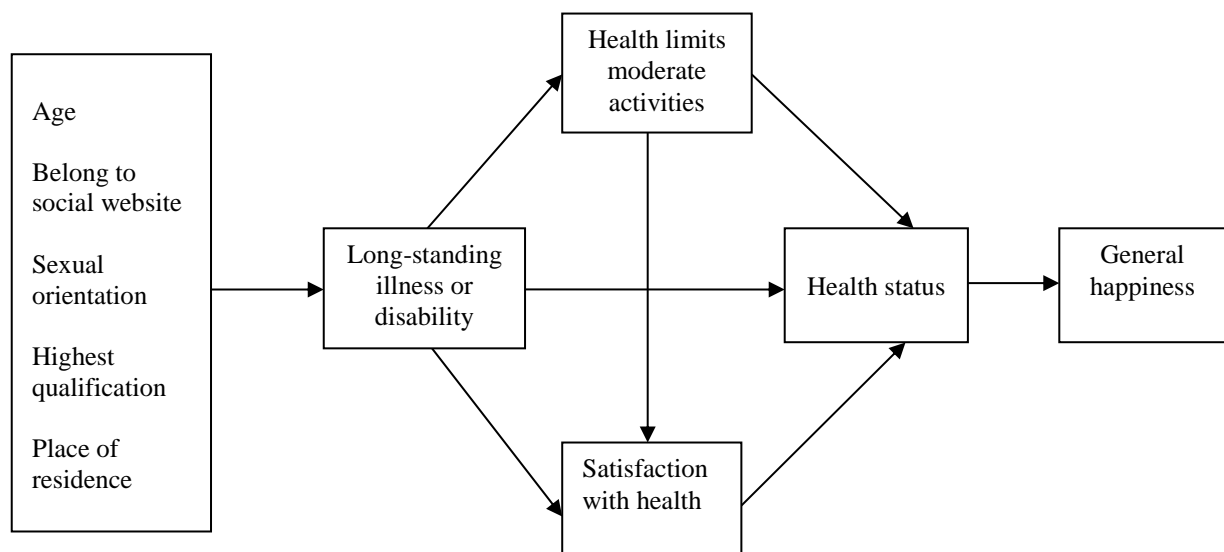 Age
Belong to
social website
Sexual
orientation
Highest
qualification
Place of
residence
Long-standing
illness or
disability
Health limits
moderate
activities
Satisfaction
with health
Health status
General
happiness